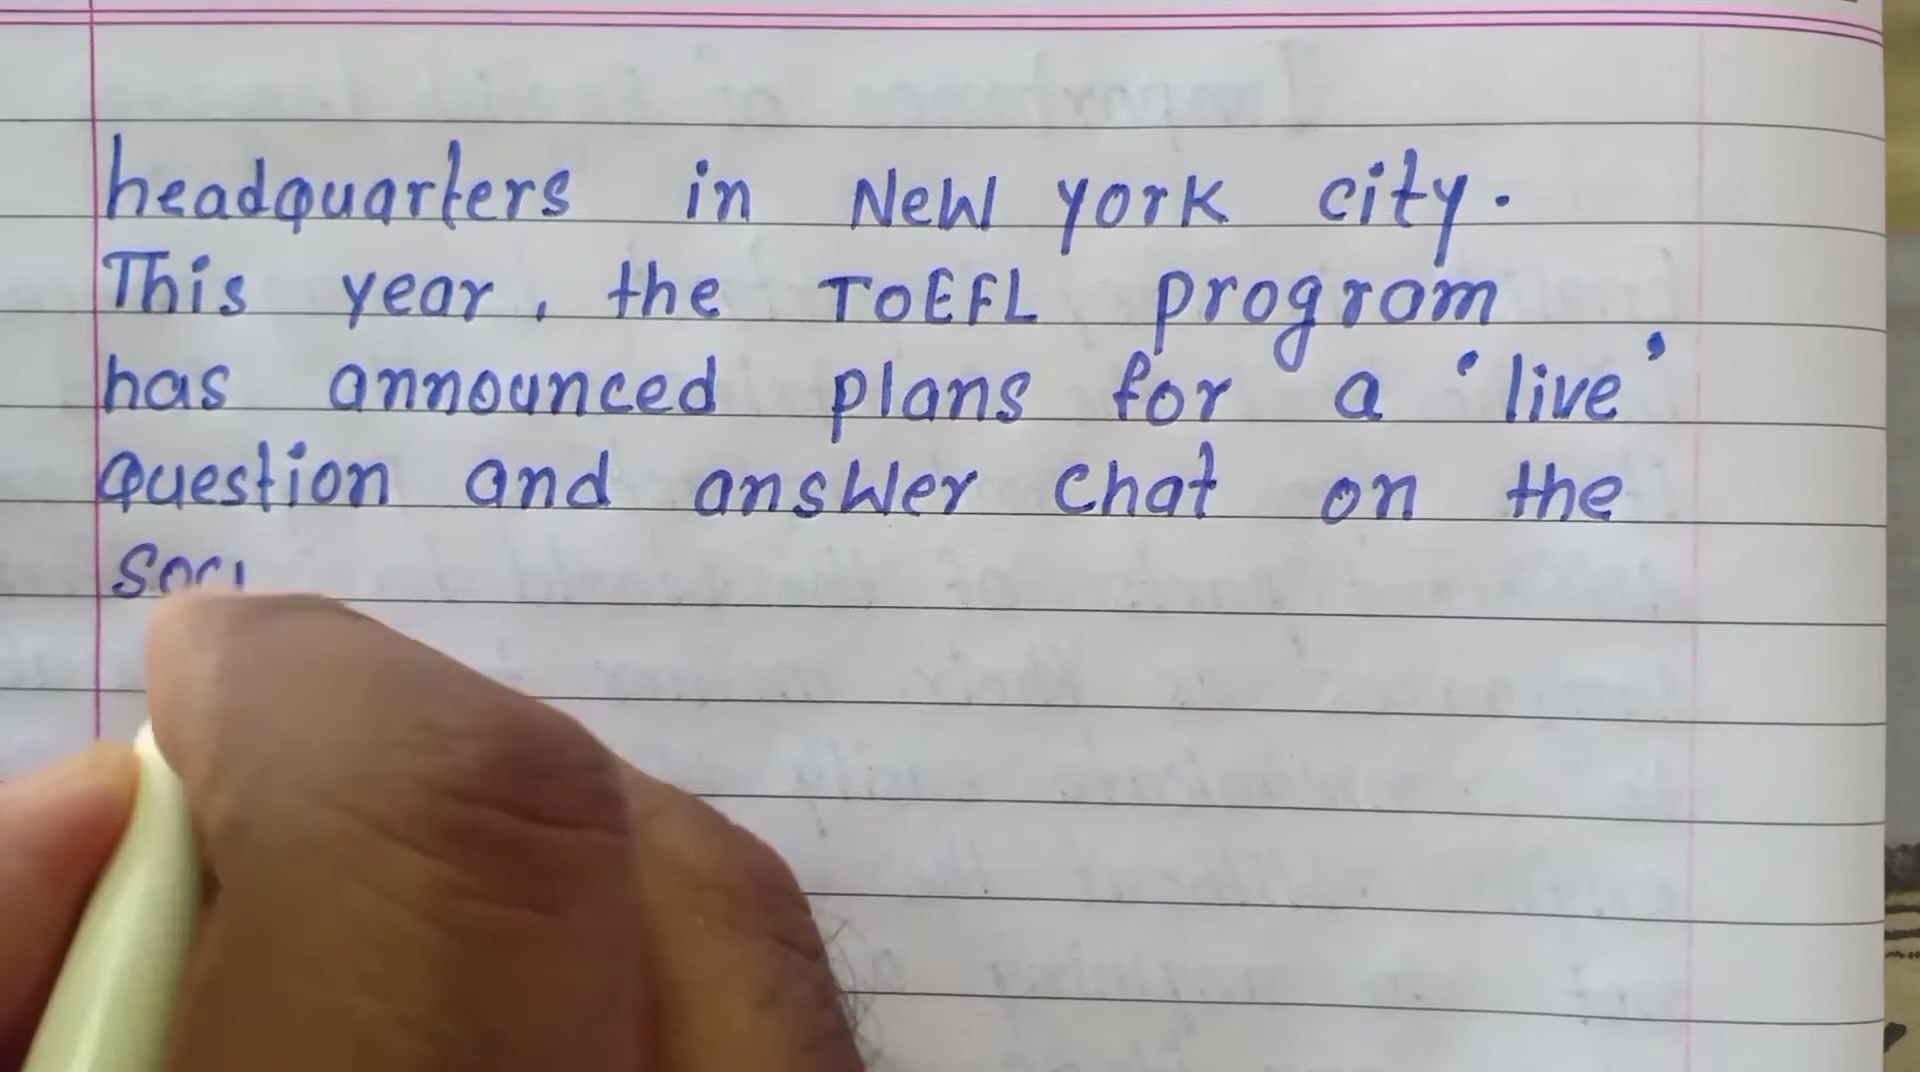 headquarters in New york city.
This year, the TOEFL program
has announced plans for a 'live'
Question and answer chat on the